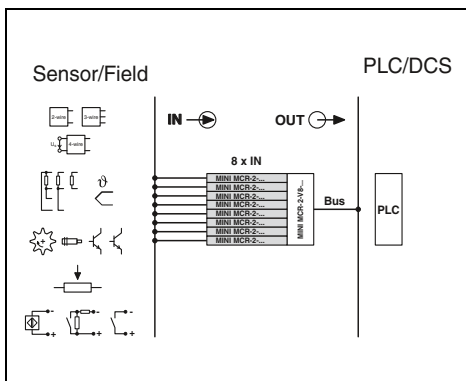 Sensor/Field
PLC/DCS
2-wire
3-wire
U
4-wire
ϑ
IN
OUT
8 x IN
MINI MCR-2-...
MINI MCR-2-...
MINI MCR-2-...
MINI MCR-2-...
MINI MCR-2-...
MINI MCR-2-...
MINI MCR-2-...
MINI MCR-2-...
MINI MCR-2-V8-...
Bus
PLC
+
-
+
-
+
-
+